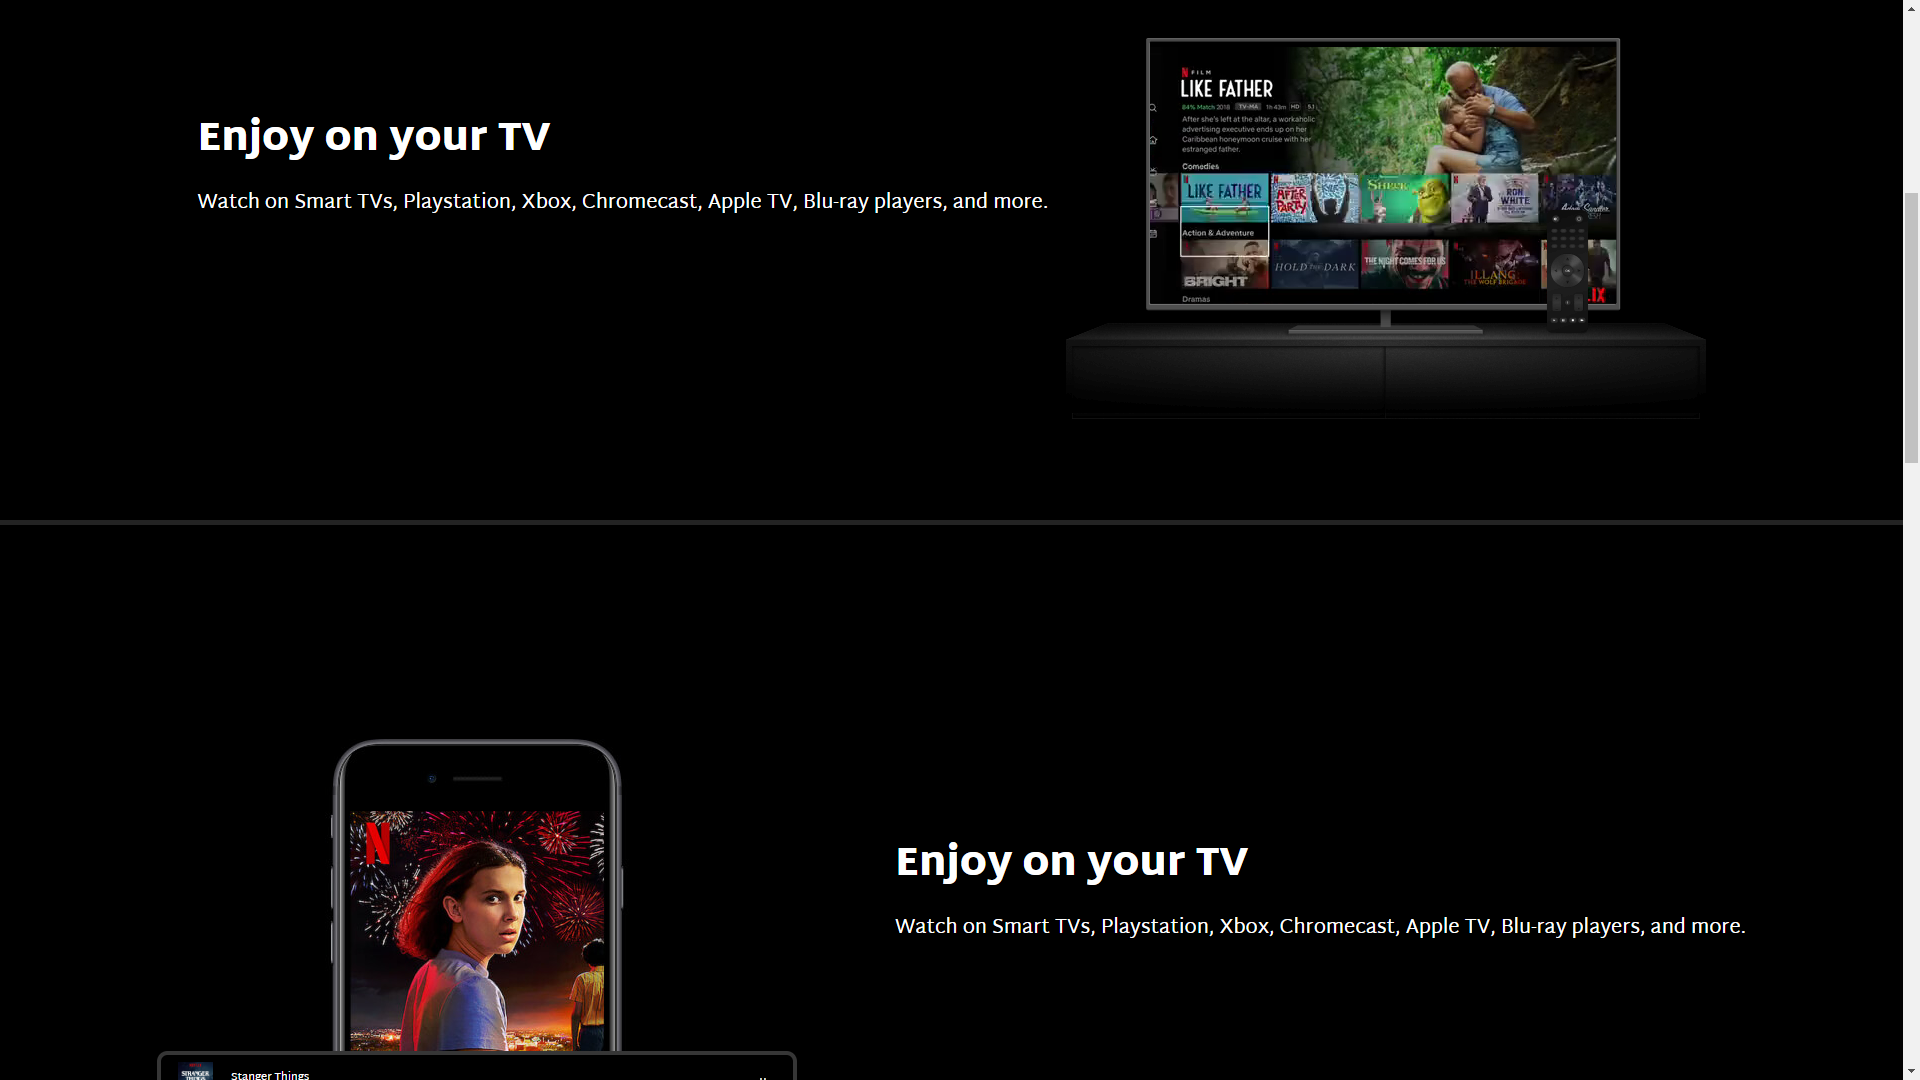 Enjoy on your TV
Watch on Smart TVs, Playstation, Xbox, Chromecast, Apple TV, Blu-ray players, and more.
N FILM
LIKE FATHER
84% Match 2018 TV-MA 1h 43m HD 5.1
After she's left at the altar, a workaholic
advertising executive ends up on her
Caribbean honeymoon cruise with her
estranged father.
Comedies
LIKE FATHER
AFTER PARTY
SHREK
RON WHITE
Action & Adventure
BRIGHT
HOLD THE DARK
THE NIGHT COMES FOR US
ILLANG
THE WOLF BRIGADE
LIX
Dramas
N
Enjoy on your TV
Watch on Smart TVs, Playstation, Xbox, Chromecast, Apple TV, Blu-ray players, and more.
STRANGER
THINGS
Stanger Things